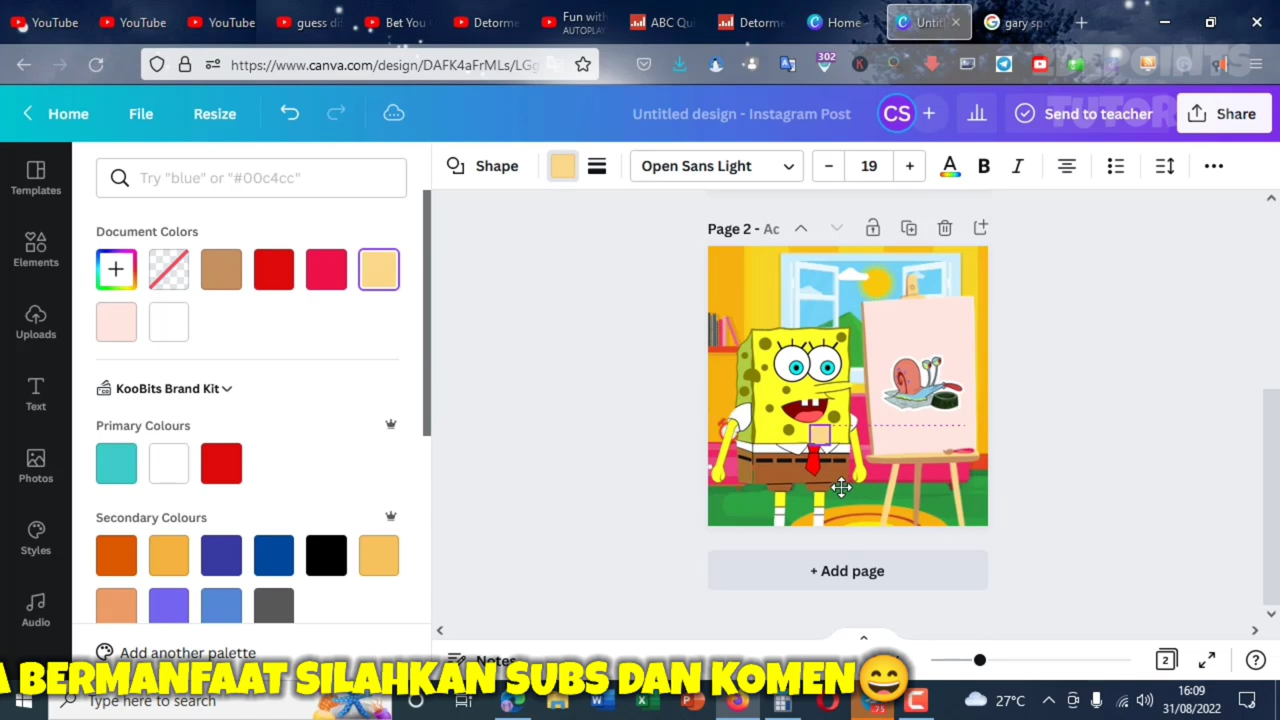 YouTube
YouTube
YouTube
guess di
Bet You
Detorme
Fun with
AUTOPLAY
ABC Qu
Detorme
Home
Untitl
gary spo
https://www.canva.com/design/DAFK4aFrMLs/LGg
302
Home
File
Resize
Untitled design - Instagram Post
CS
Send to teacher
Share
Templates
Elements
Uploads
Text
Photos
Styles
Audio
Try "blue" or "#00c4cc"
Shape
Open Sans Light
19
A
B
I
Document Colors
KooBits Brand Kit
Primary Colours
Secondary Colours
Add another palette
Page 2 - Ac
+ Add page
Notes
2
A BERMANFAAT SILAHKAN SUBS DAN KOMEN😄
Type here to search
27°C
16:09
31/08/2022